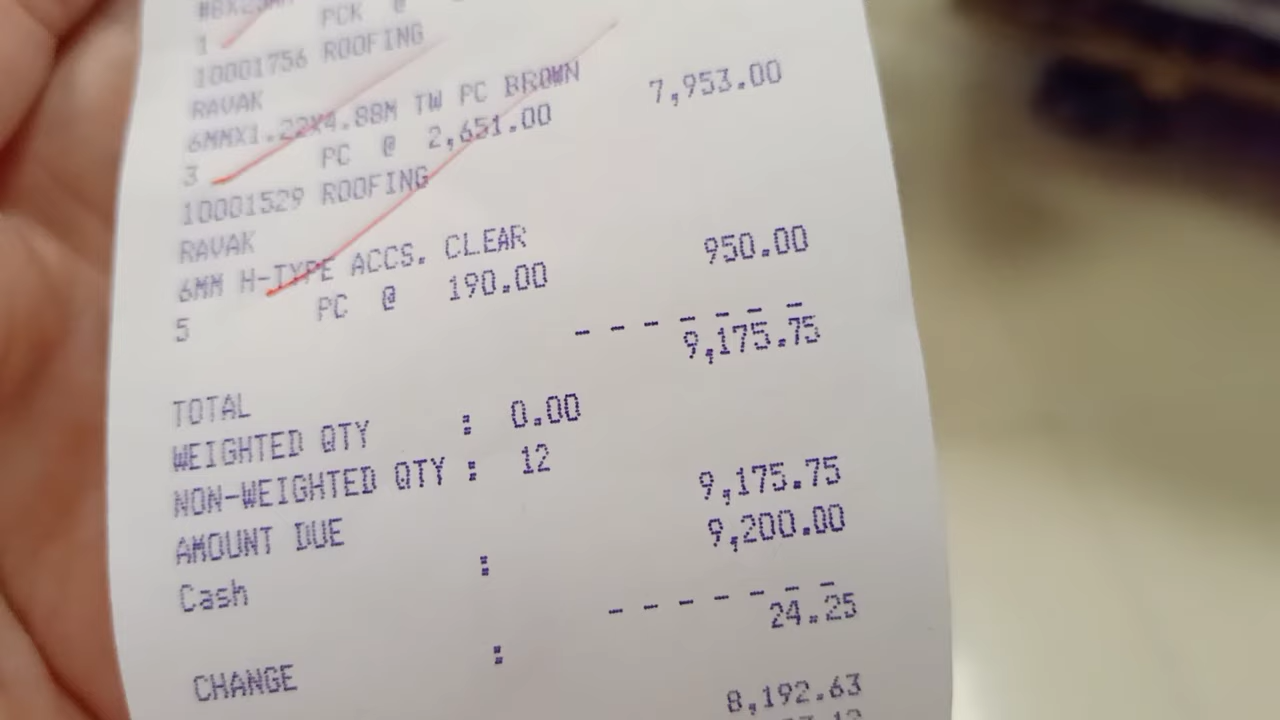 PCK @
1
10001756 ROOFING
RAVAK
6MMX1.22X4.88M TW PC BROWN
3 PC @ 2,651.00 7,953.00
10001529 ROOFING
RAVAK
6MM H-TYPE ACCS. CLEAR
5 PC @ 190.00 950.00
TOTAL 9,175.75
WEIGHTED QTY : 0.00
NON-WEIGHTED QTY : 12
AMOUNT DUE 9,175.75
Cash : 9,200.00
CHANGE : 24.25
8,192.63